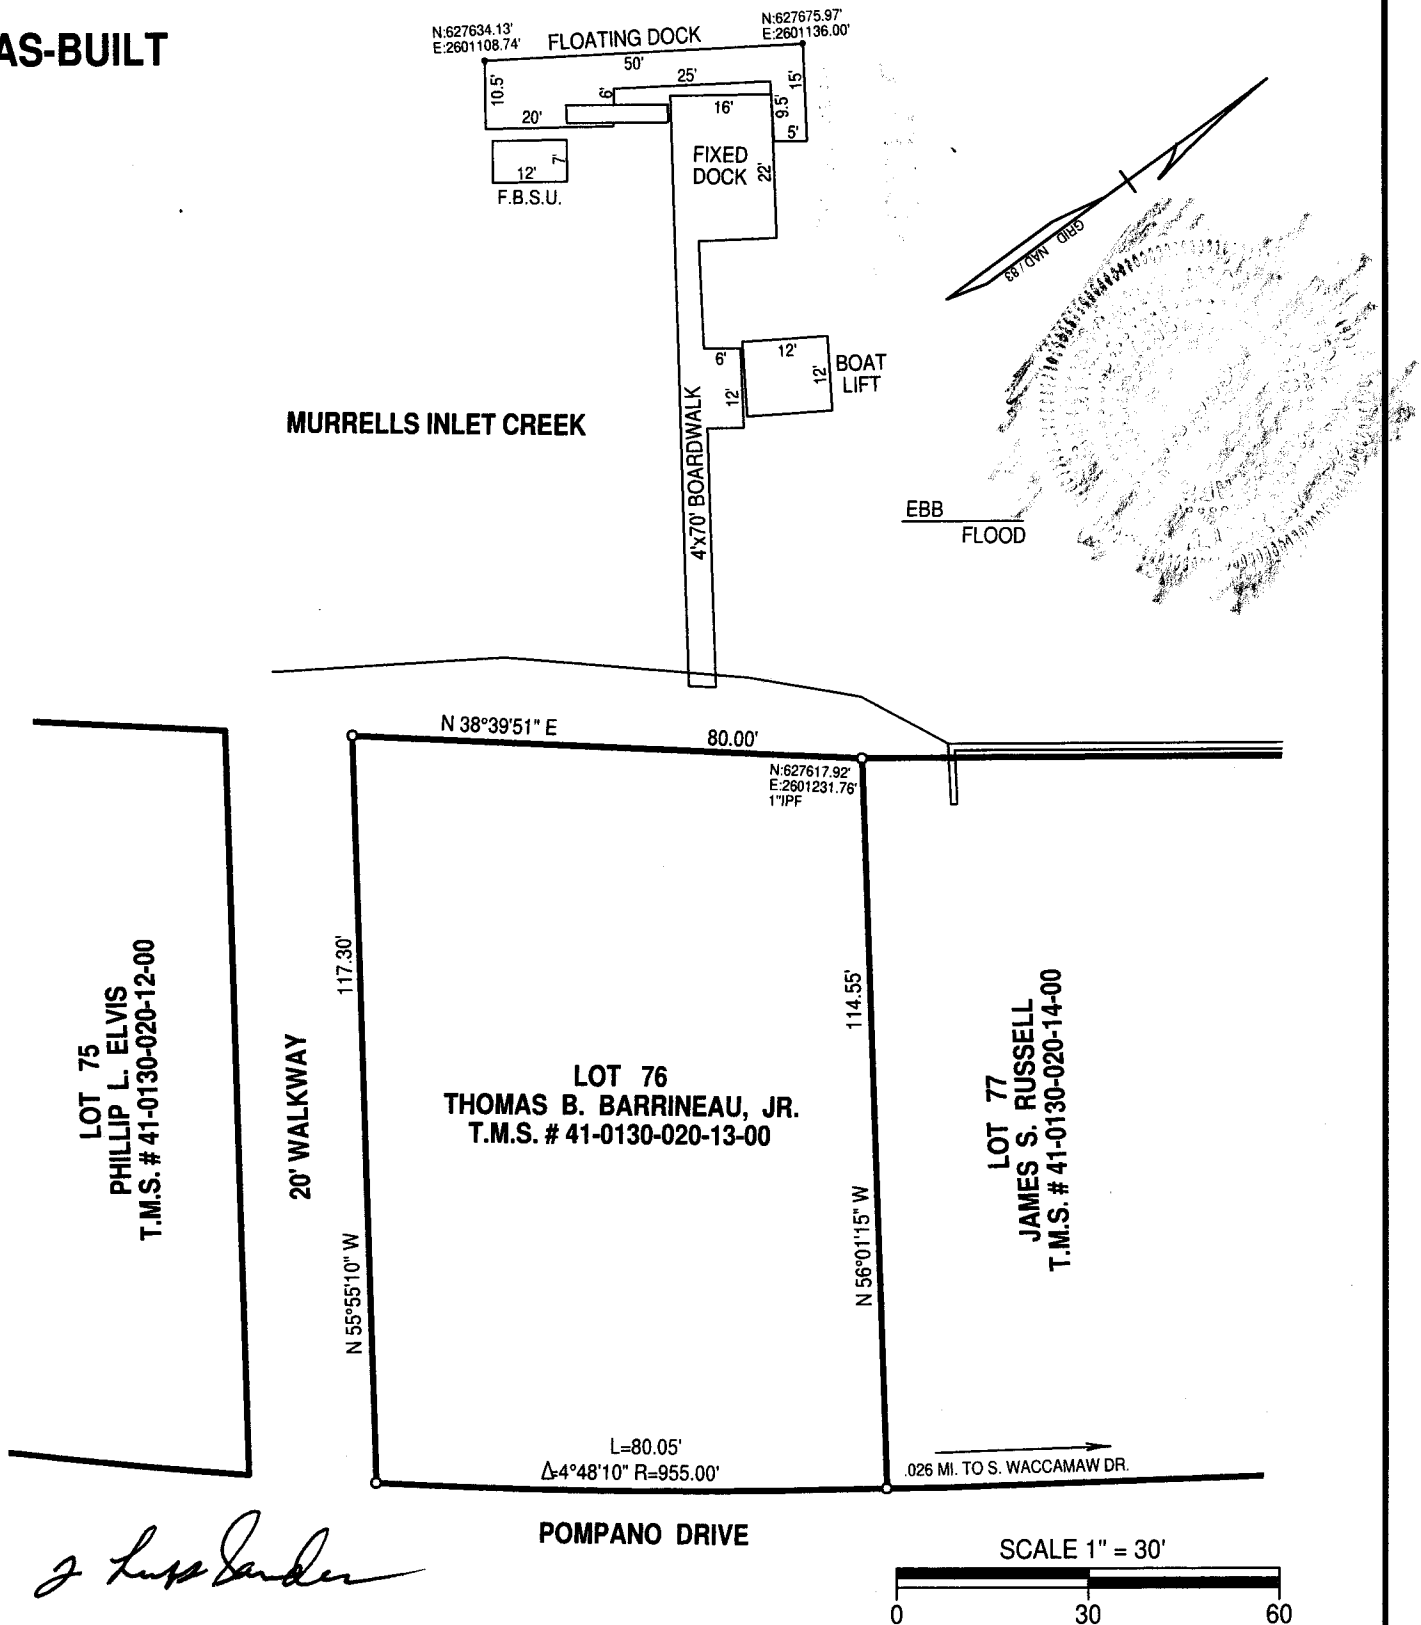 AS-BUILT
N:627634.13'
E:2601108.74'
FLOATING DOCK
N:627675.97'
E:2601136.00'
50'
10.5'
25'
15'
6'
16'
9.5'
20'
5'
FIXED
DOCK
22'
12'
7'
F.B.S.U.
GRID NAD / 83
6'
12'
12'
12'
BOAT
LIFT
MURRELLS INLET CREEK
4'x70' BOARDWALK
EBB
FLOOD
N 38°39'51" E
80.00'
N:627617.92'
E:2601231.76'
1"IPF
117.30'
114.55'
LOT 75
PHILLIP L. ELVIS
T.M.S. # 41-0130-020-12-00
20' WALKWAY
LOT 76
THOMAS B. BARRINEAU, JR.
T.M.S. # 41-0130-020-13-00
LOT 77
JAMES S. RUSSELL
T.M.S. # 41-0130-020-14-00
N 55°55'10" W
N 56°01'15" W
L=80.05'
Δ=4°48'10" R=955.00'
.026 MI. TO S. WACCAMAW DR.
POMPANO DRIVE
SCALE 1" = 30'
0 30 60